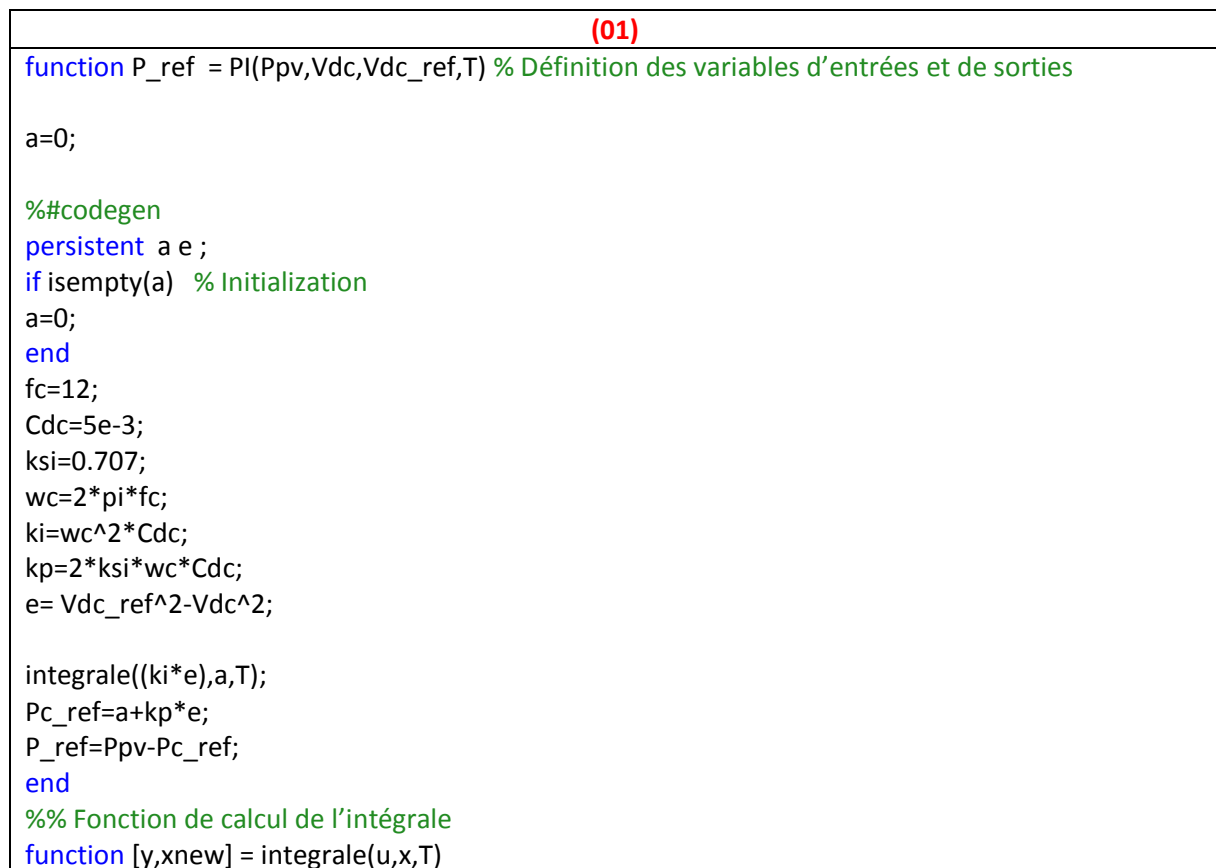 (01)
function P_ref = PI(Ppv,Vdc,Vdc_ref,T) % Définition des variables d’entrées et de sorties
a=0;
%#codegen
persistent a e ;
if isempty(a) % Initialization
a=0;
end
fc=12;
Cdc=5e-3;
ksi=0.707;
wc=2*pi*fc;
ki=wc^2*Cdc;
kp=2*ksi*wc*Cdc;
e= Vdc_ref^2-Vdc^2;
integrale((ki*e),a,T);
Pc_ref=a+kp*e;
P_ref=Ppv-Pc_ref;
end
%% Fonction de calcul de l’intégrale
function [y,xnew] = integrale(u,x,T)